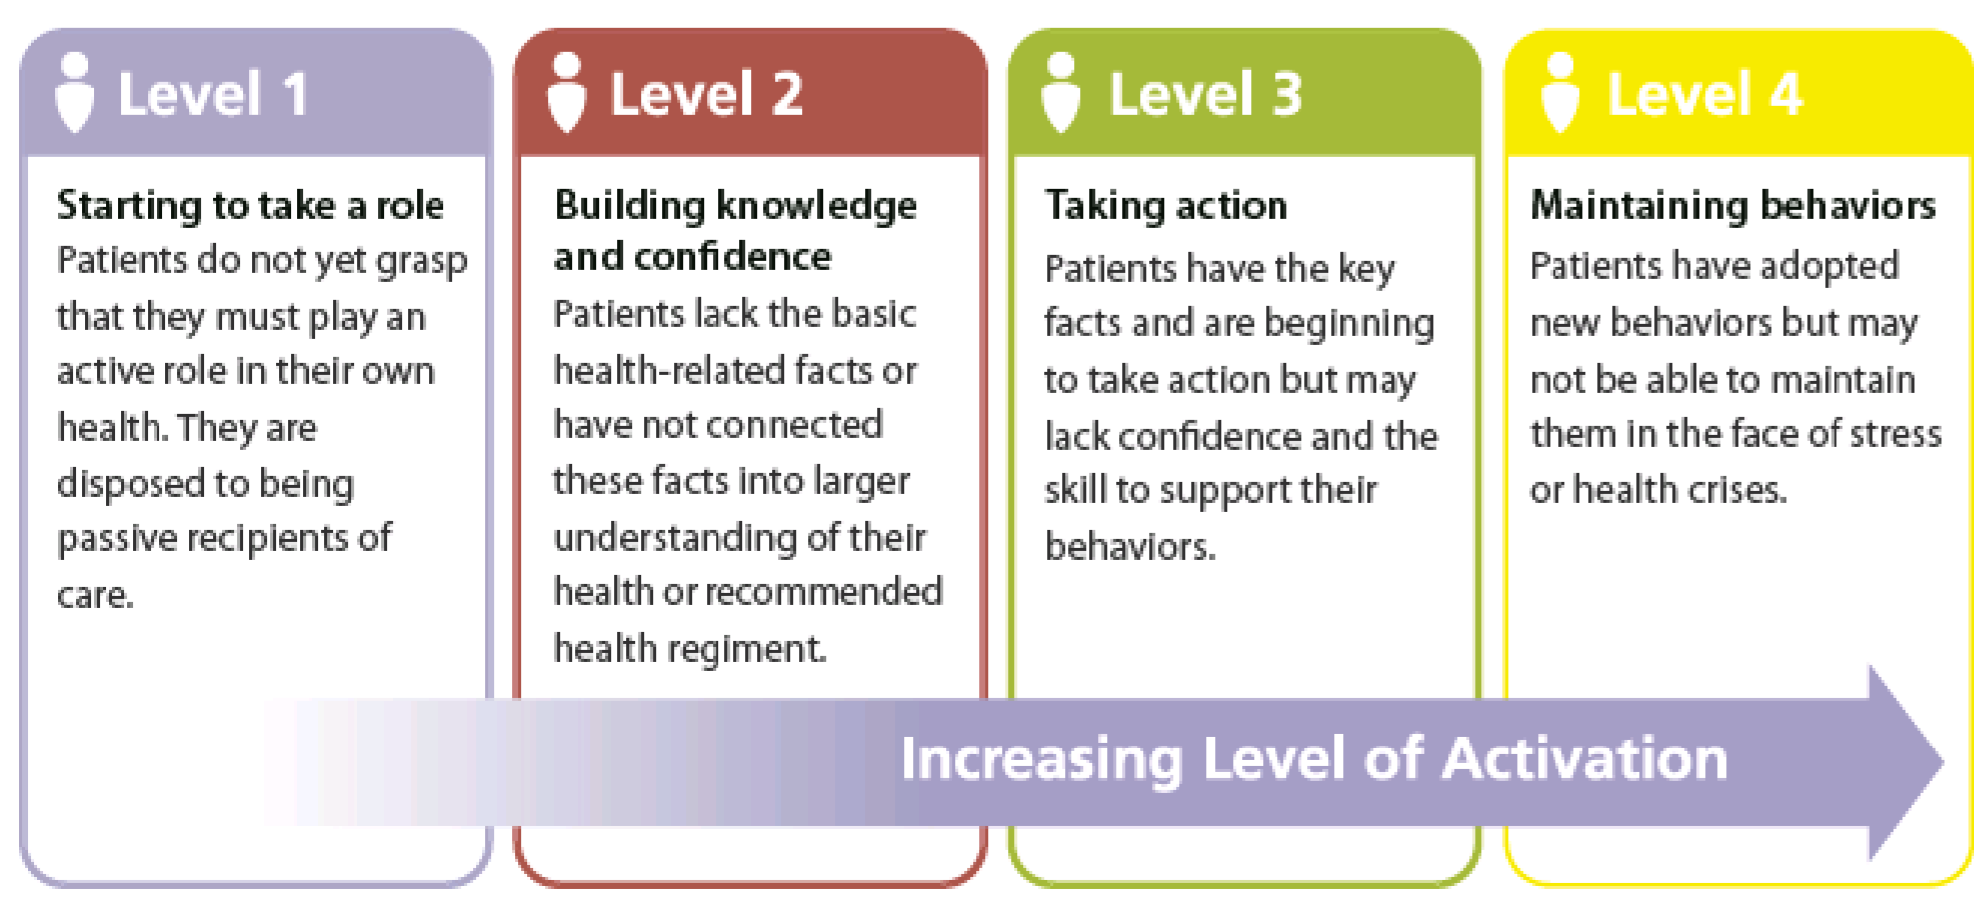 Level 1
Starting to take a role
Patients do not yet grasp
that they must play an
active role in their own
health. They are
disposed to being
passive recipients of
care.
Level 2
Building knowledge
and confidence
Patients lack the basic
health-related facts or
have not connected
these facts into larger
understanding of their
health or recommended
health regiment.
Level 3
Taking action
Patients have the key
facts and are beginning
to take action but may
lack confidence and the
skill to support their
behaviors.
Level 4
Maintaining behaviors
Patients have adopted
new behaviors but may
not be able to maintain
them in the face of stress
or health crises.
Increasing Level of Activation